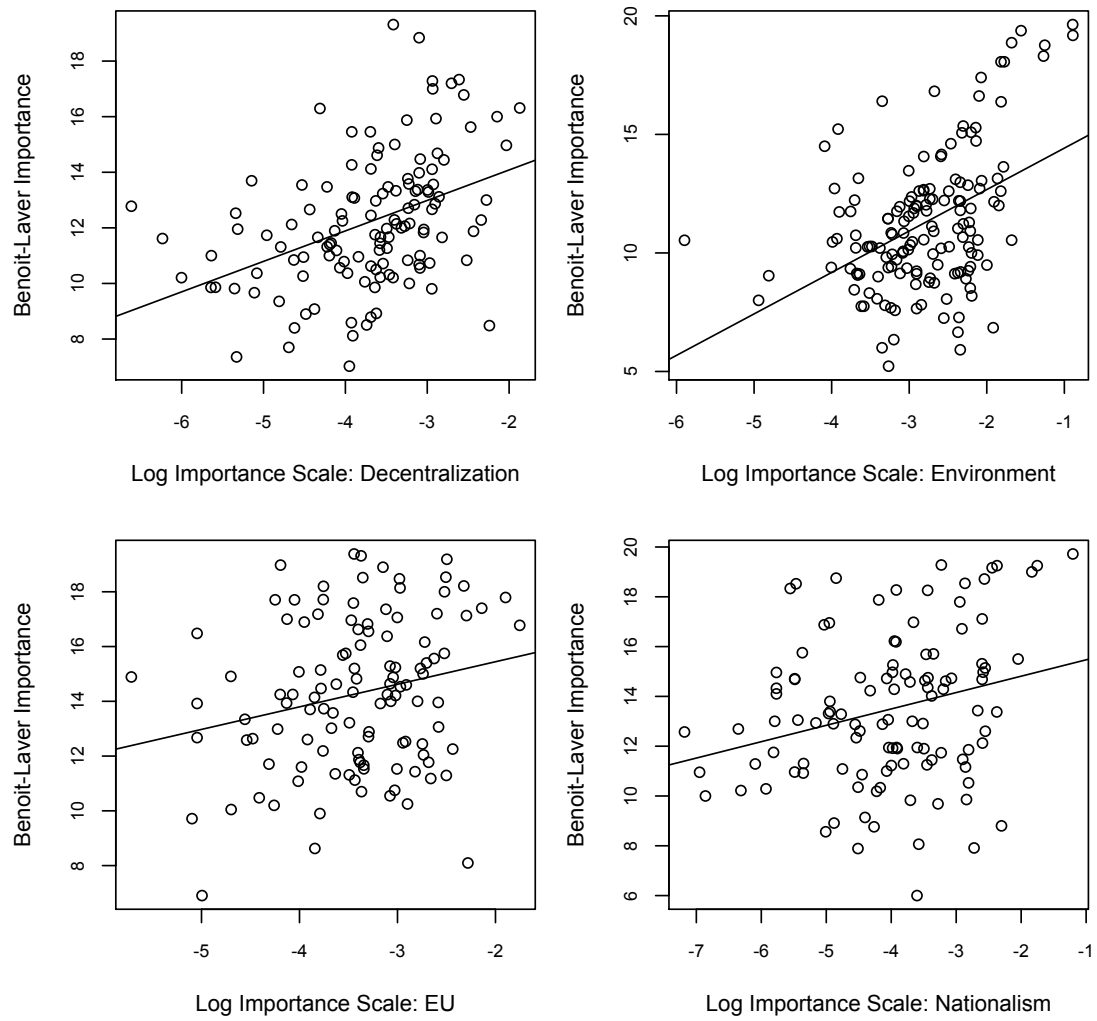 Benoit-Laver Importance
8 10 12 14 16 18
-6 -5 -4 -3 -2
Log Importance Scale: Decentralization
Benoit-Laver Importance
5 10 15 20
-6 -5 -4 -3 -2 -1
Log Importance Scale: Environment
Benoit-Laver Importance
8 10 12 14 16 18
-5 -4 -3 -2
Log Importance Scale: EU
Benoit-Laver Importance
6 8 10 12 14 16 18 20
-7 -6 -5 -4 -3 -2 -1
Log Importance Scale: Nationalism